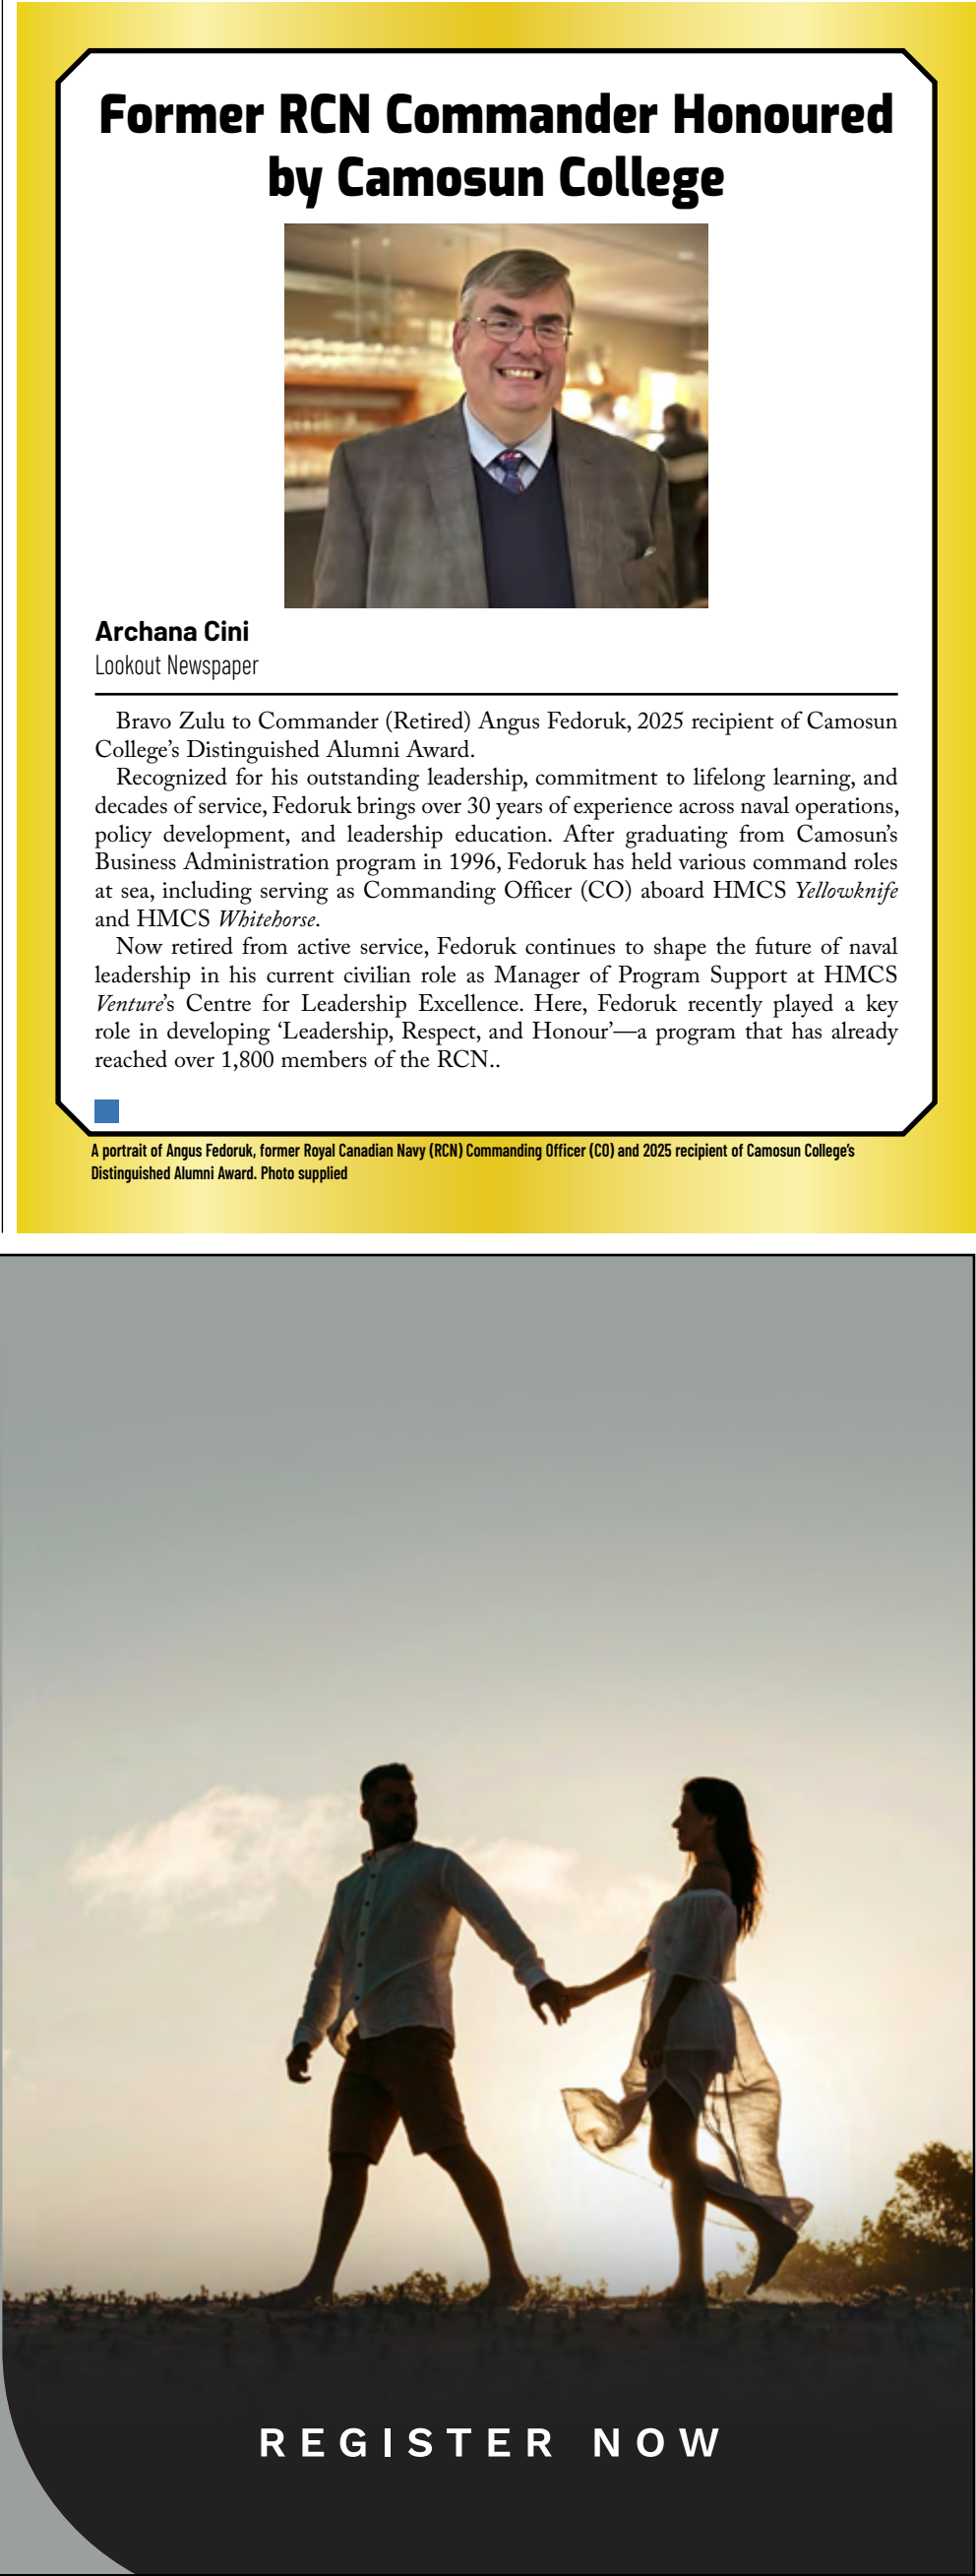 Former RCN Commander Honoured
by Camosun College
Archana Cini
Lookout Newspaper
Bravo Zulu to Commander (Retired) Angus Fedoruk, 2025 recipient of Camosun
College’s Distinguished Alumni Award.
Recognized for his outstanding leadership, commitment to lifelong learning, and
decades of service, Fedoruk brings over 30 years of experience across naval operations,
policy development, and leadership education. After graduating from Camosun’s
Business Administration program in 1996, Fedoruk has held various command roles
at sea, including serving as Commanding Officer (CO) aboard HMCS Yellowknife
and HMCS Whitehorse.
Now retired from active service, Fedoruk continues to shape the future of naval
leadership in his current civilian role as Manager of Program Support at HMCS
Venture’s Centre for Leadership Excellence. Here, Fedoruk recently played a key
role in developing ‘Leadership, Respect, and Honour’—a program that has already
reached over 1,800 members of the RCN..
A portrait of Angus Fedoruk, former Royal Canadian Navy (RCN) Commanding Officer (CO) and 2025 recipient of Camosun College’s
Distinguished Alumni Award. Photo supplied
REGISTER NOW